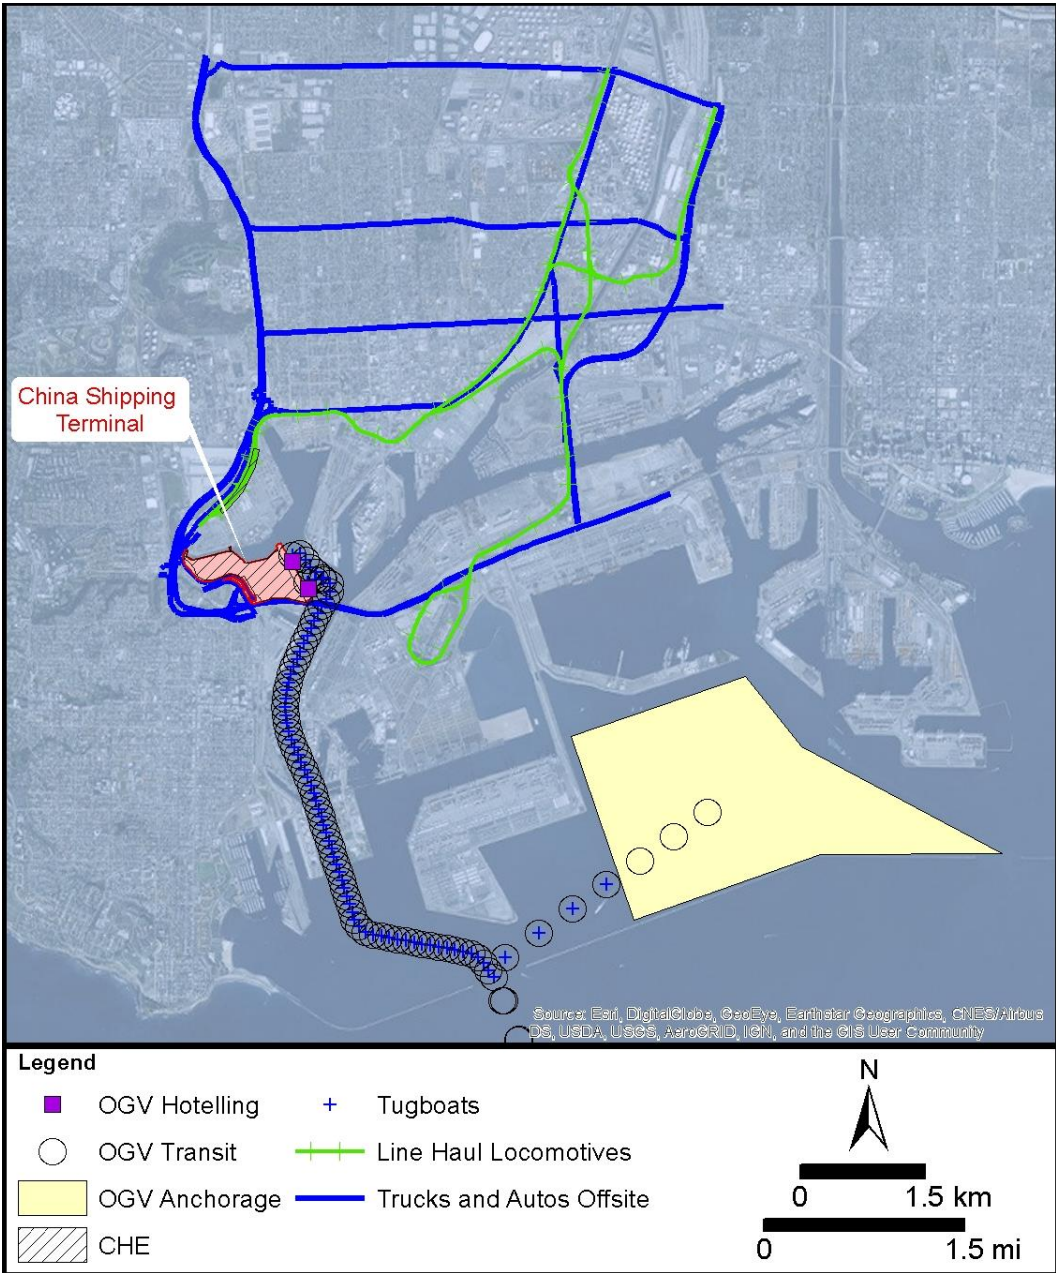 China Shipping
Terminal
Source: Esri, DigitalGlobe, GeoEye, Earthstar Geographics, CNES/Airbus
DS, USDA, USGS, AeroGRID, IGN, and the GIS User Community
Legend
OGV Hotelling
OGV Transit
OGV Anchorage
CHE
Tugboats
Line Haul Locomotives
Trucks and Autos Offsite
N
0 1.5 km
0 1.5 mi